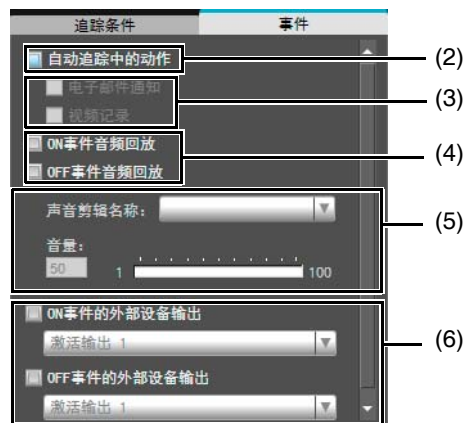 追踪条件 事件
自动追踪中的动作 (2)
电子邮件通知 (3)
视频记录
ON事件音频回放 (4)
OFF事件音频回放
声音剪辑名称： (5)
音量：
50 1 100
ON事件的外部设备输出 (6)
激活输出 1
OFF事件的外部设备输出
激活输出 1